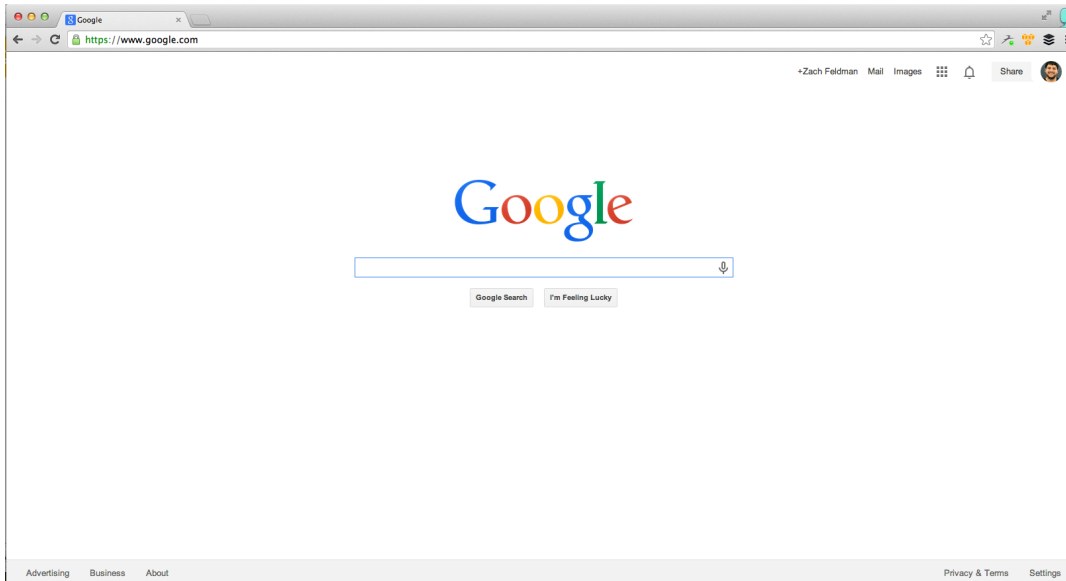 Google
https://www.google.com
+Zach Feldman Mail Images Share
Google
Google Search I'm Feeling Lucky
Advertising Business About Privacy & Terms Settings